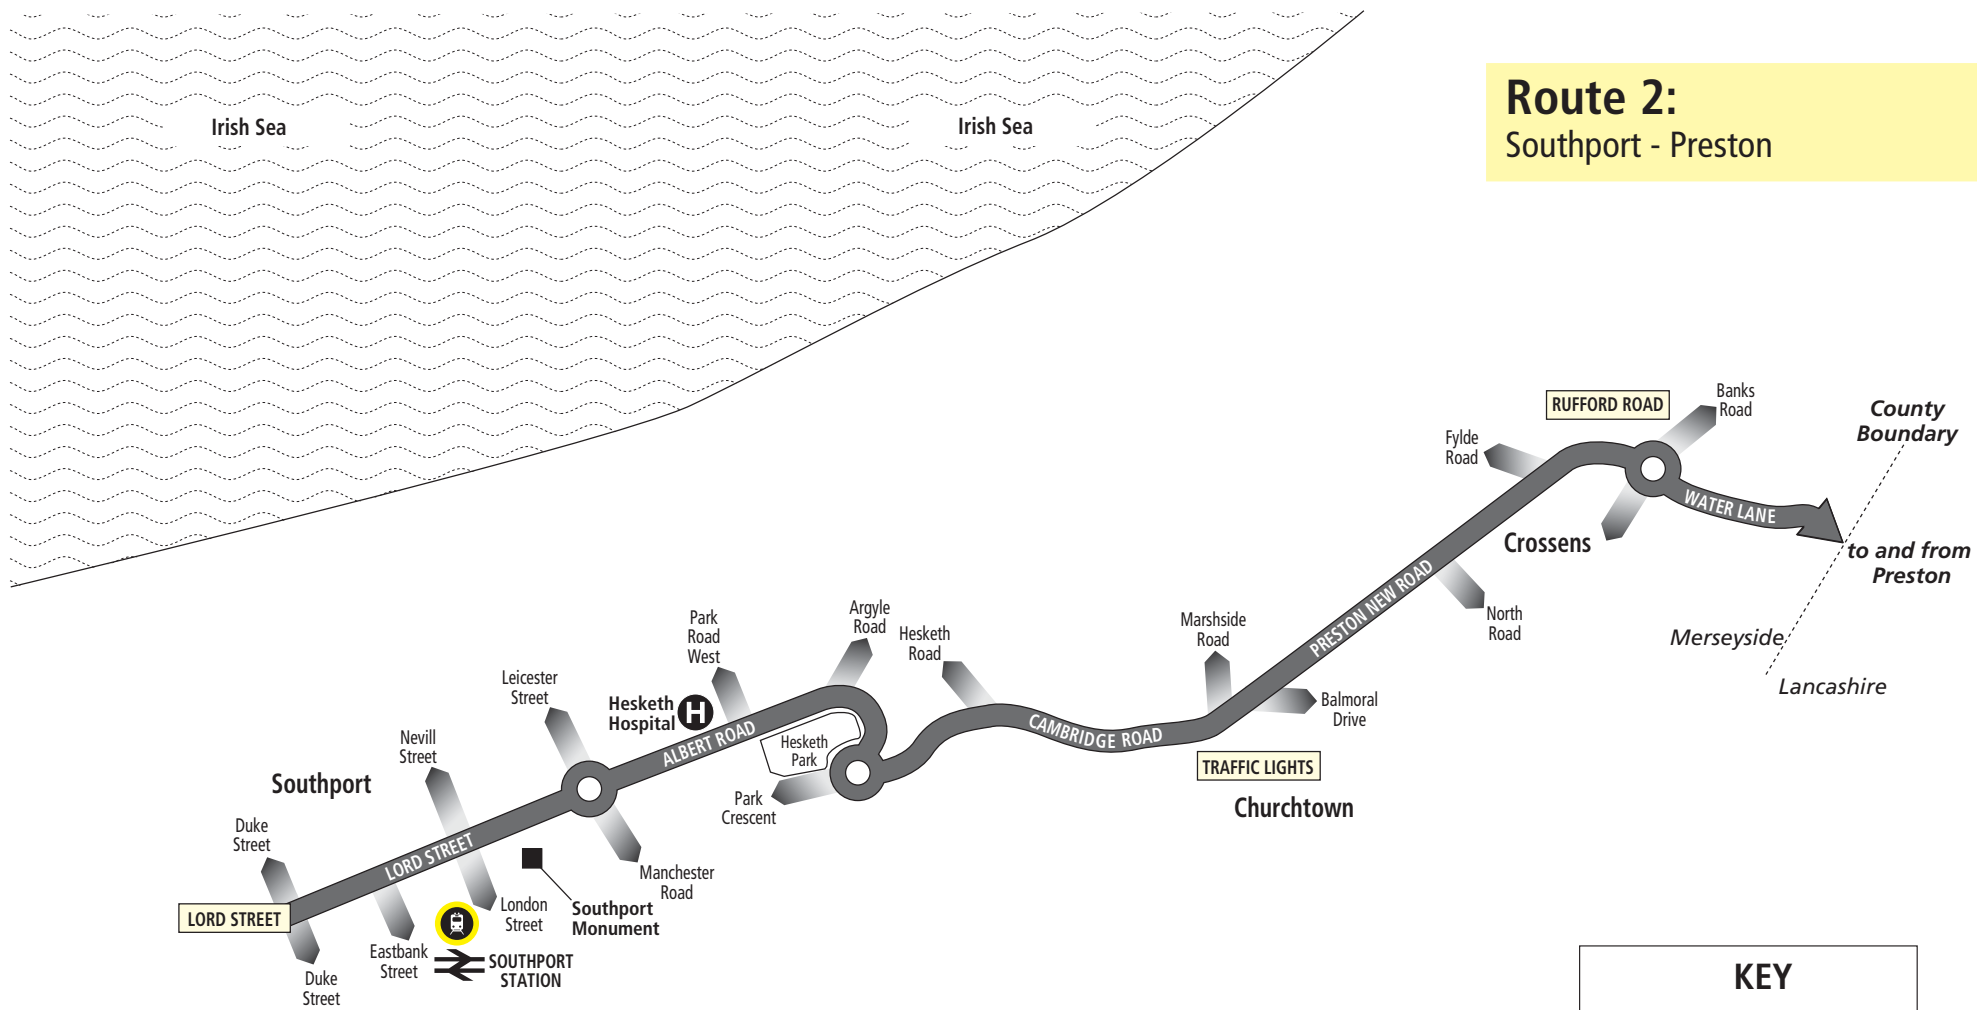 Irish Sea
Irish Sea
Route 2:
Southport - Preston
RUFFORD ROAD
Banks
Road
County
Boundary
Fylde
Road
WATER LANE
Crossens
to and from
Preston
PRESTON NEW ROAD
North
Road
Merseyside
Lancashire
Park
Road
West
Argyle
Road
Hesketh
Road
Marshside
Road
Leicester
Street
Hesketh
Hospital
H
ALBERT ROAD
Hesketh
Park
CAMBRIDGE ROAD
Balmoral
Drive
TRAFFIC LIGHTS
Churchtown
Nevill
Street
Southport
Park
Crescent
Duke
Street
LORD STREET
Manchester
Road
LORD STREET
London
Street
Southport
Monument
Eastbank
Street
SOUTHPORT
STATION
Duke
Street
KEY